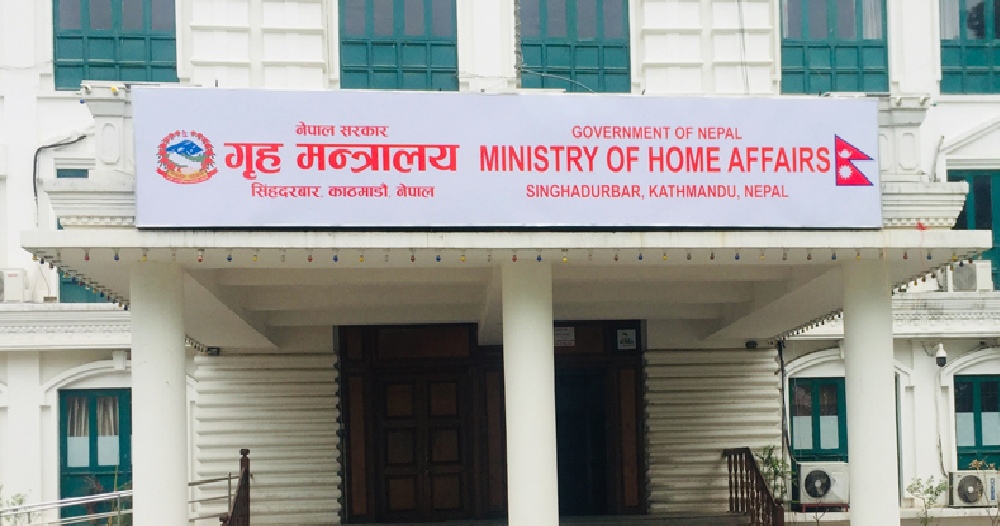 नेपाल सरकार
गृह मन्त्रालय
सिंहदरबार, काठमाडौं, नेपाल
GOVERNMENT OF NEPAL
MINISTRY OF HOME AFFAIRS
SINGHADURBAR, KATHMANDU, NEPAL